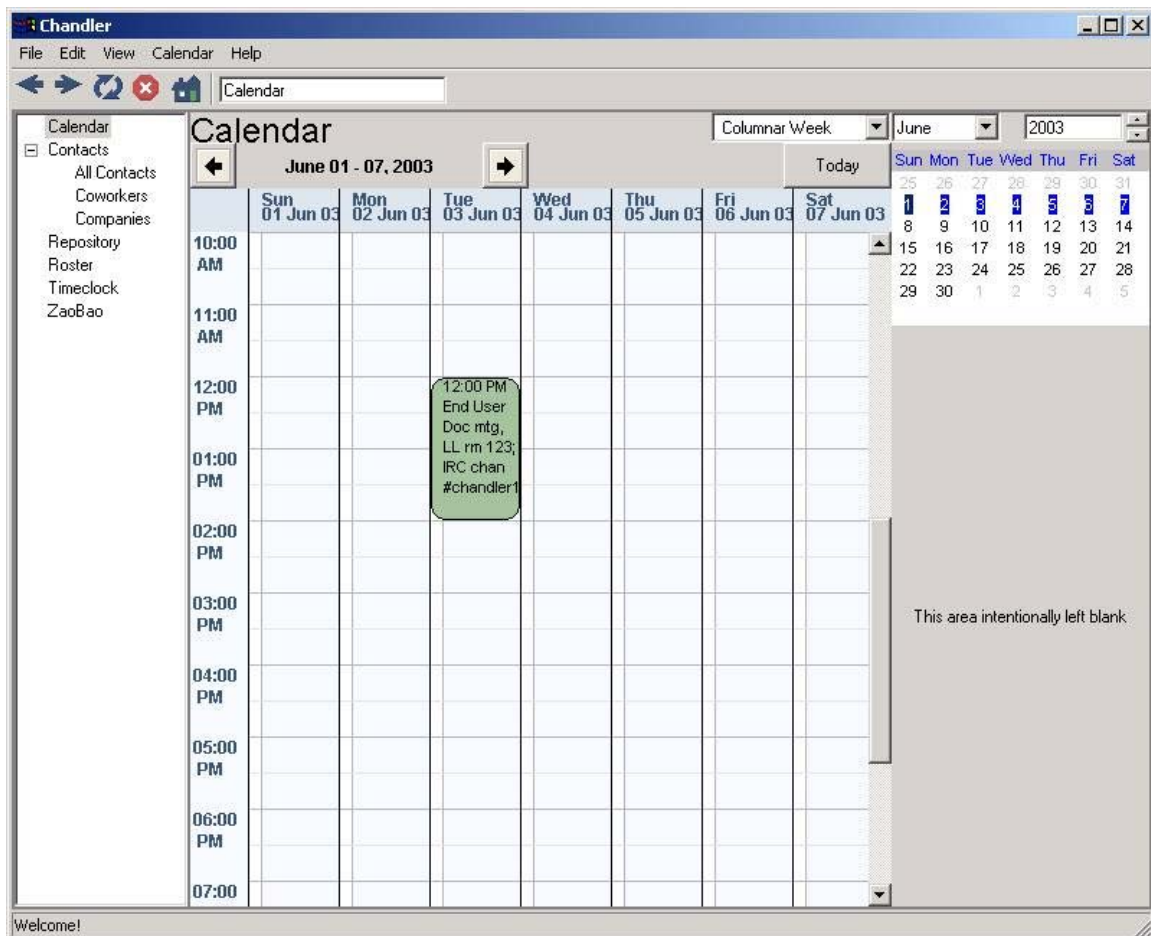 Chandler
File Edit View Calendar Help
Calendar
Calendar
Contacts
All Contacts
Coworkers
Companies
Repository
Roster
Timeclock
ZaoBao
Calendar
Columnar Week
June 01 - 07, 2003
Today
Sun Mon Tue Wed Thu Fri Sat
01 Jun 03 02 Jun 03 03 Jun 03 04 Jun 03 05 Jun 03 06 Jun 03 07 Jun 03
10:00
AM
11:00
AM
12:00
PM
01:00
PM
02:00
PM
03:00
PM
04:00
PM
05:00
PM
06:00
PM
07:00
12:00 PM
End User
Doc mtg,
LL rm 123;
IRC chan
#chandler1
June 2003
Sun Mon Tue Wed Thu Fri Sat
25 26 27 28 29 30 31
1 2 3 4 5 6 7
8 9 10 11 12 13 14
15 16 17 18 19 20 21
22 23 24 25 26 27 28
29 30 1 2 3 4 5
This area intentionally left blank
Welcome!